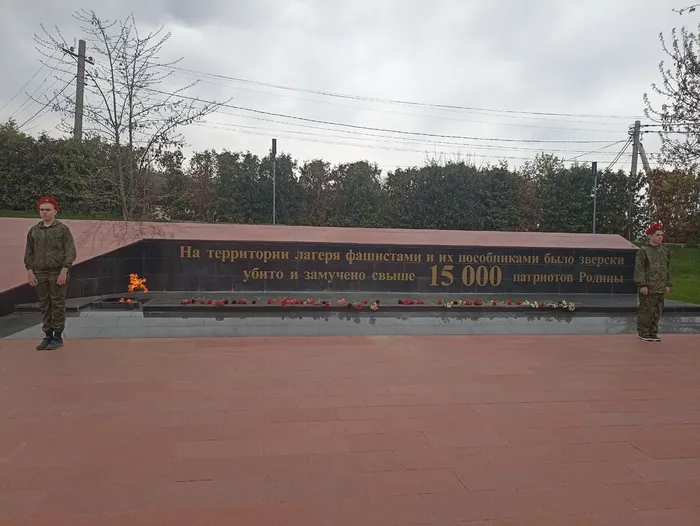 На территории лагеря фашистами и их пособниками было зверски
убито и замучено свыше 15 000 патриотов Родины